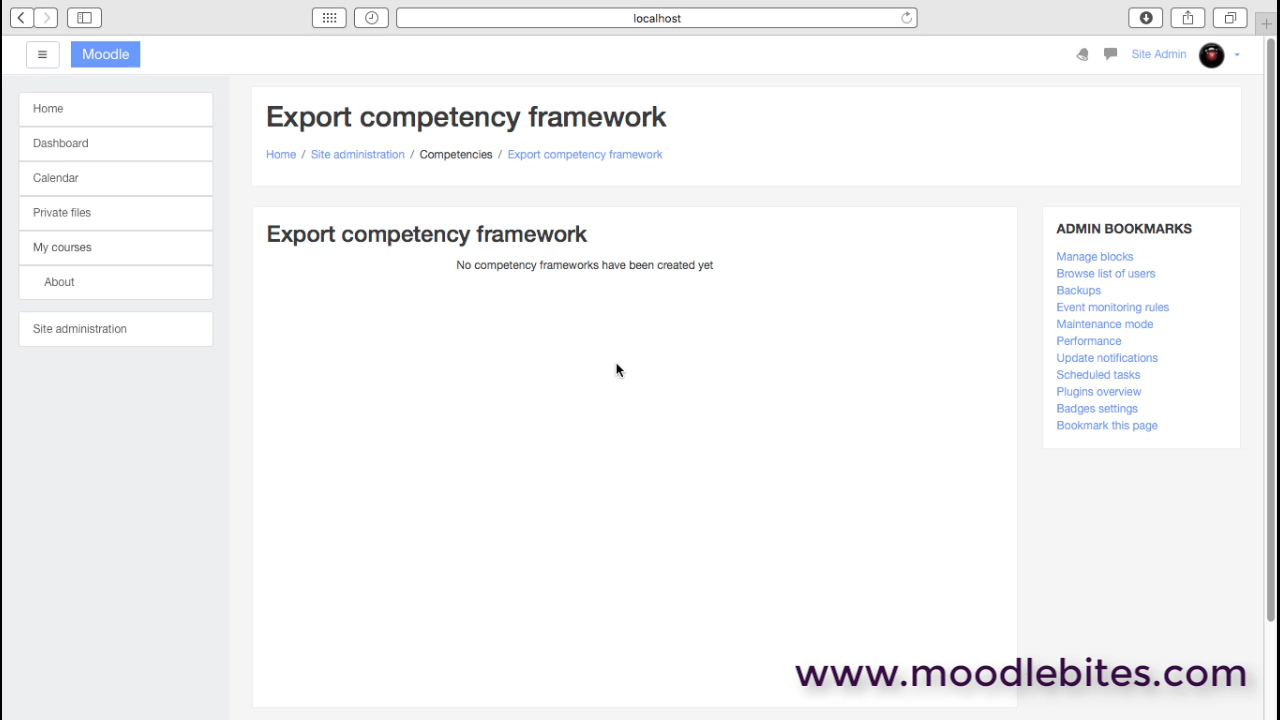 localhost
Moodle
Site Admin
Home
Dashboard
Calendar
Private files
My courses
About
Site administration
Export competency framework
Home / Site administration / Competencies / Export competency framework
Export competency framework
No competency frameworks have been created yet
ADMIN BOOKMARKS
Manage blocks
Browse list of users
Backups
Event monitoring rules
Maintenance mode
Performance
Update notifications
Scheduled tasks
Plugins overview
Badges settings
Bookmark this page
www.moodlebites.com